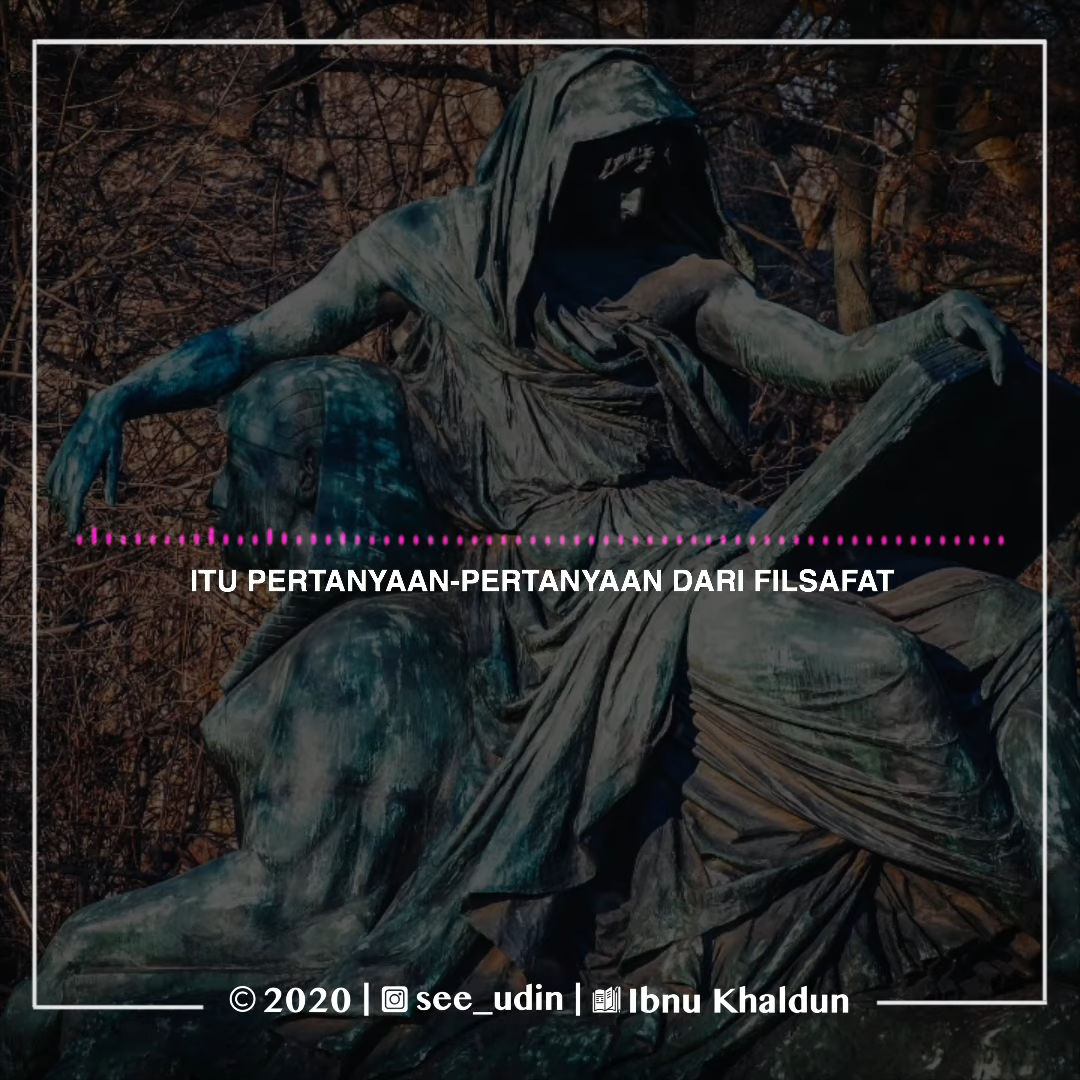 ITU PERTANYAAN-PERTANYAAN DARI FILSAFAT
© 2020 | see_udin | Ibnu Khaldun